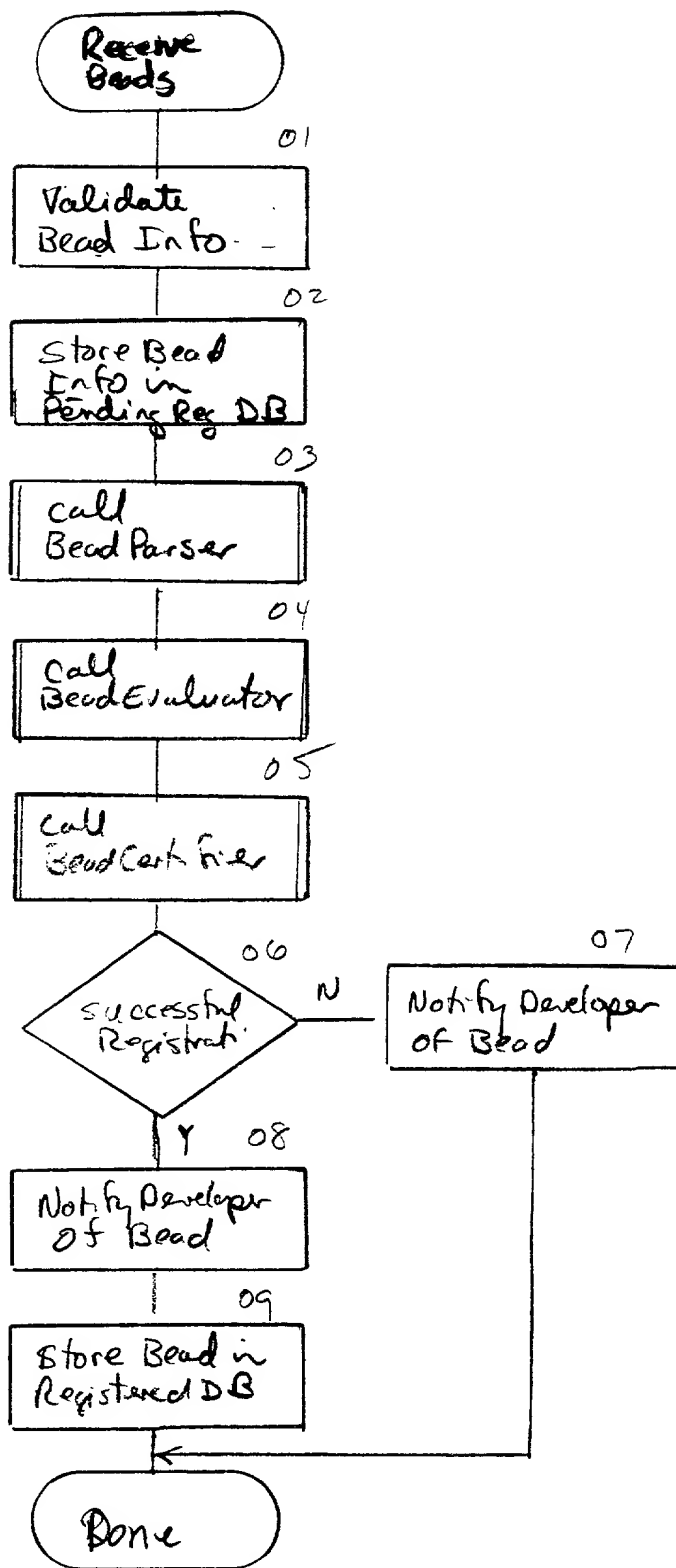 Receive
Beads
01
Validate
Bead Info
02
Store Bead
Info in
Pending Reg DB
03
Call
BeadParser
04
Call
BeadEvaluator
05
Call
BeadCertifier
06
Successful
Registrati
N
07
Notify Developer
of Bead
Y
08
Notify Developer
Of Bead
09
Store Bead in
Registered DB
Done